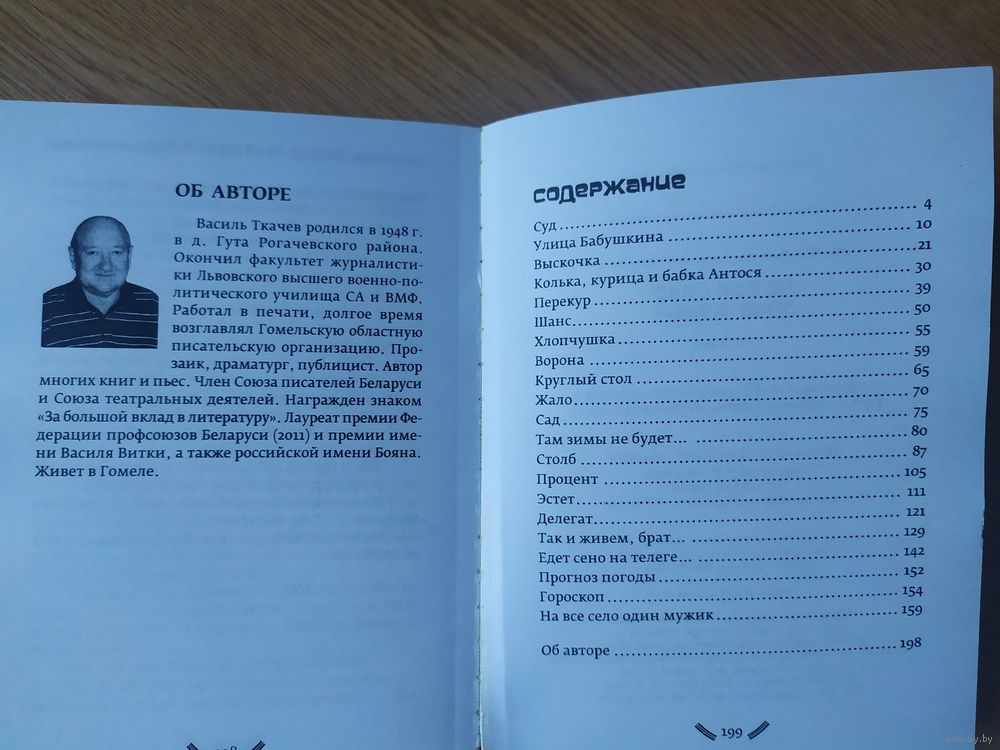 ОБ АВТОРЕ
Василь Ткачев родился в 1948 г.
в д. Гута Рогачевского района.
Окончил факультет журналисти-
ки Львовского высшего военно-по-
литического училища СА и ВМФ.
Работал в печати, долгое время
возглавлял Гомельскую областную
писательскую организацию. Про-
заик, драматург, публицист. Автор
многих книг и пьес. Член Союза писателей Беларуси
и Союза театральных деятелей. Награжден знаком
«За большой вклад в литературу». Лауреат премии Фе-
дерации профсоюзов Беларуси (2011) и премии име-
ни Василя Витки, а также российской имени Бояна.
Живет в Гомеле.
содержание
Суд 4
Улица Бабушкина 10
Выскочка 21
Колька, курица и бабка Антося 30
Перекур 39
Шанс 50
Хлопчушка 55
Ворона 59
Круглый стол 65
Жало 70
Сад 75
Там зимы не будет... 80
Столб 87
Процент 105
Эстет 111
Делегат 121
Так и живем, брат... 129
Едет сено на телеге... 142
Прогноз погоды 152
Гороскоп 154
На все село один мужик 159
Об авторе 198
199
www.ay.by